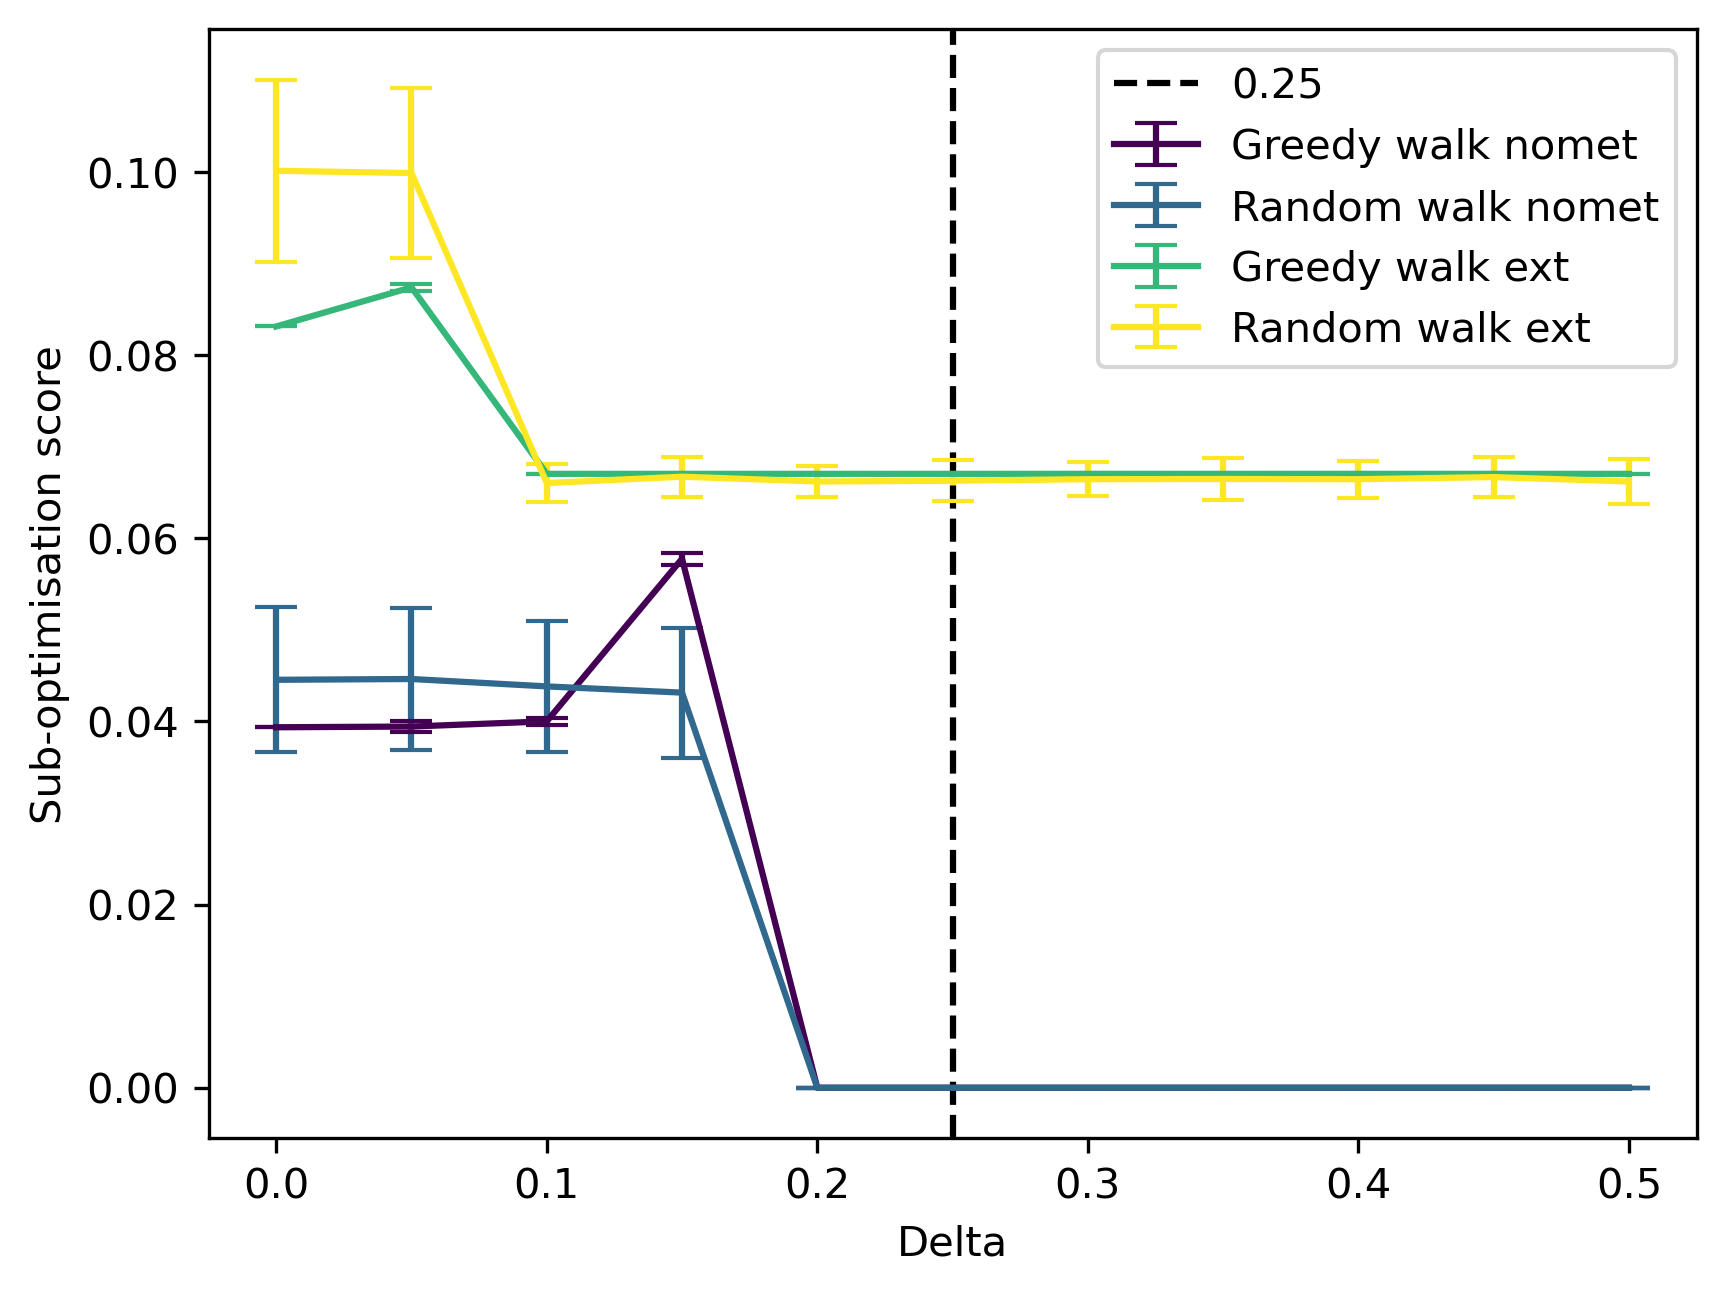 0.25
Greedy walk nomet
Random walk nomet
Greedy walk ext
Random walk ext
Sub-optimisation score
0.10
0.08
0.06
0.04
0.02
0.00
0.0 0.1 0.2 0.3 0.4 0.5
Delta